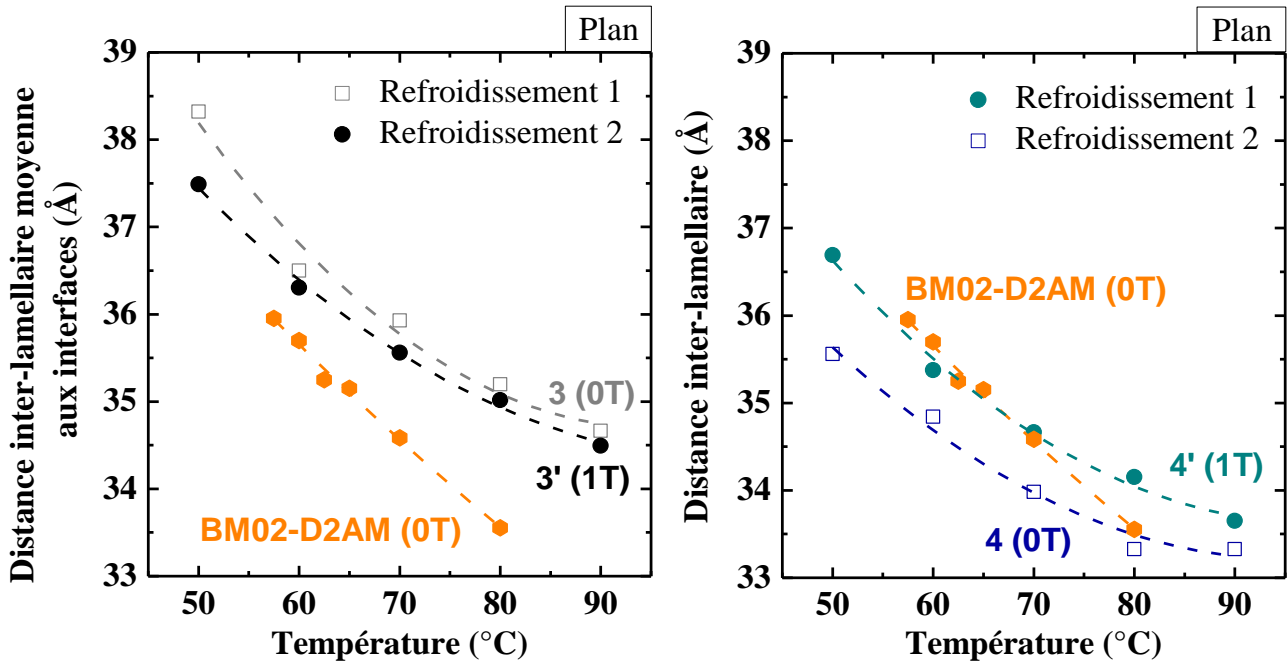 Plan
39
38
37
36
35
34
33
Distance inter-lamellaire moyenne
aux interfaces (Å)
Refroidissement 1
Refroidissement 2
3 (0T)
3' (1T)
BM02-D2AM (0T)
50 60 70 80 90
Température (°C)
Plan
39
38
37
36
35
34
33
Distance inter-lamellaire (Å)
Refroidissement 1
Refroidissement 2
BM02-D2AM (0T)
4' (1T)
4 (0T)
50 60 70 80 90
Température (°C)